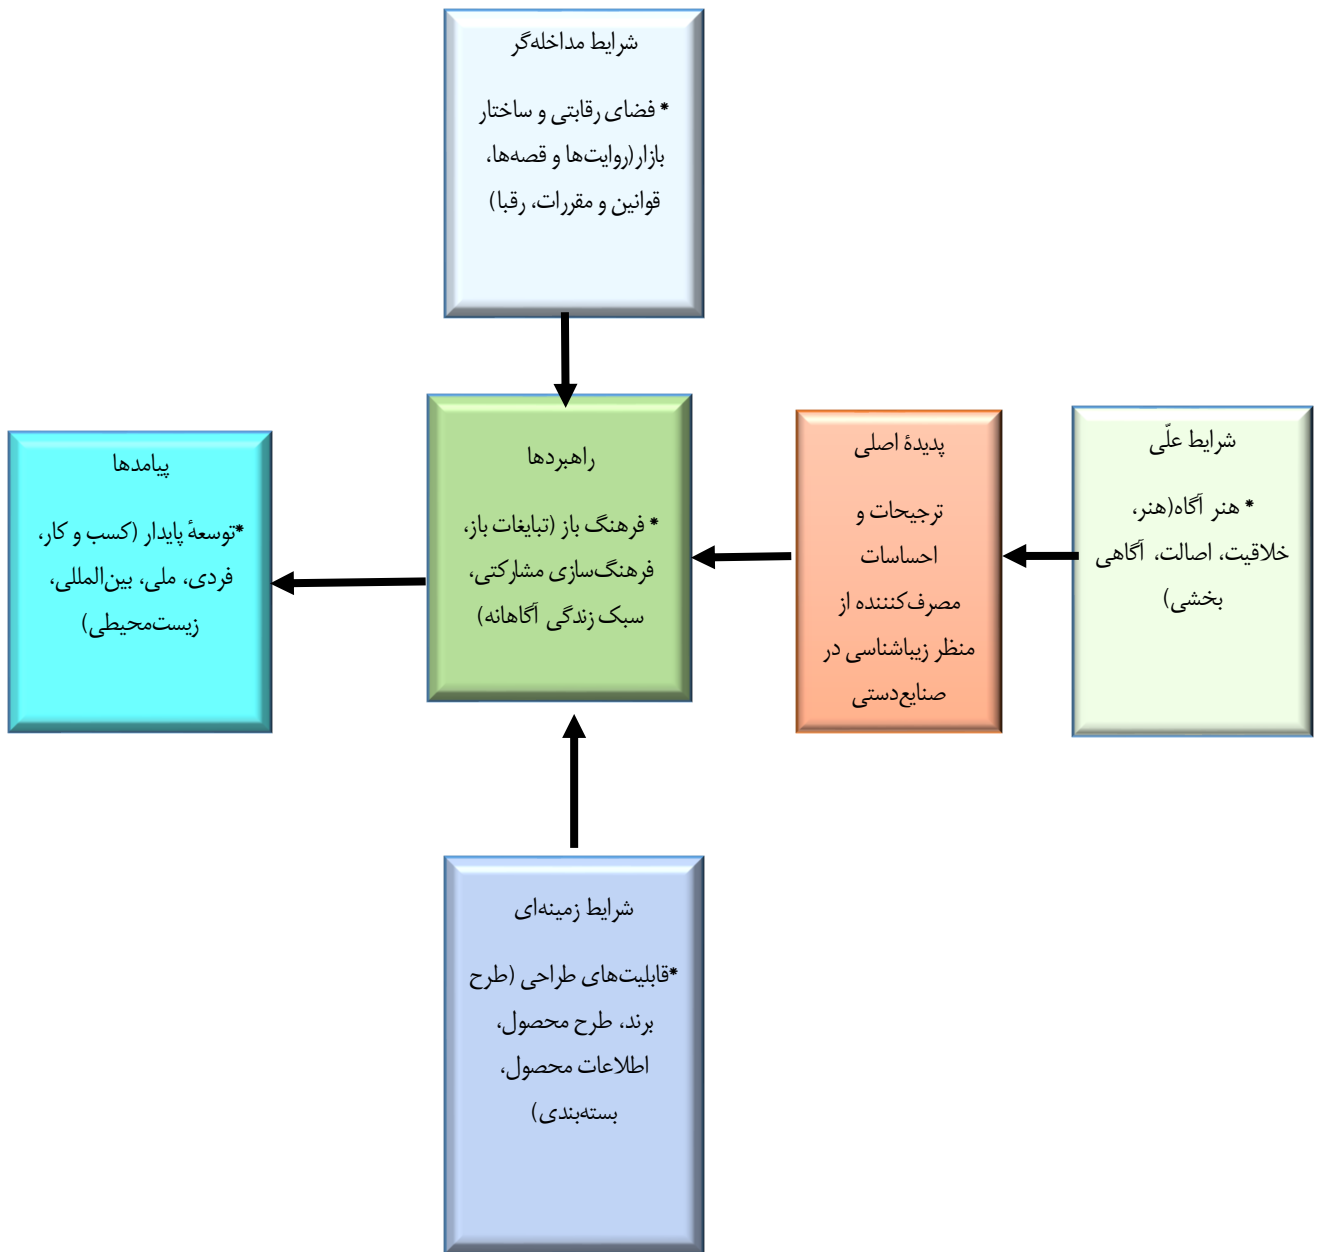 شرایط مداخله‌گر
* فضای رقابتی و ساختار
بازار(روایت‌ها و قصه‌ها،
قوانین و مقررات، رقبا)
شرایط علّی
* هنر آگاه(هنر،
خلاقیت، اصالت، آگاهی
بخشی)
پدیدهٔ اصلی
ترجیحات و
احساسات
مصرف‌کنننده از
منظر زیباشناسی در
صنایع‌دستی
راهبردها
* فرهنگ باز (تبایغات باز،
فرهنگ‌سازی مشارکتی،
سبک زندگی آگاهانه)
پیامدها
*توسعهٔ پایدار (کسب و کار،
فردی، ملی، بین‌المللی,
زیست‌محیطی)
شرایط زمینه‌ای
*قابلیت‌های طراحی (طرح
برند، طرح محصول،
اطلاعات محصول،
بسته‌بندی)